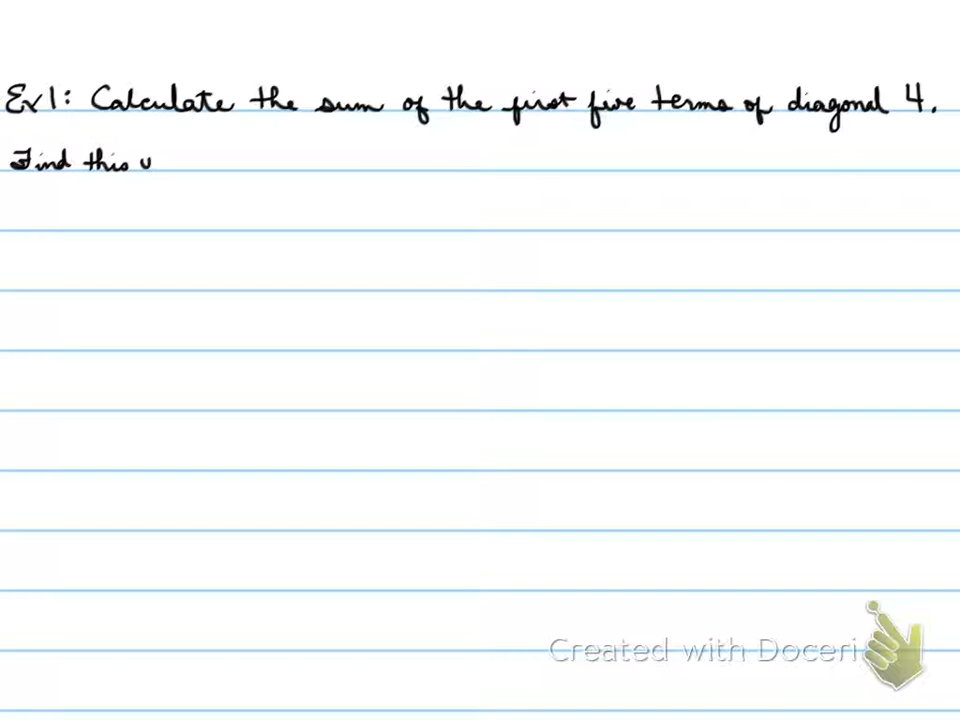 Ex1: Calculate the sum of the first five terms of diagonal 4.
Find this
Created with Doceri